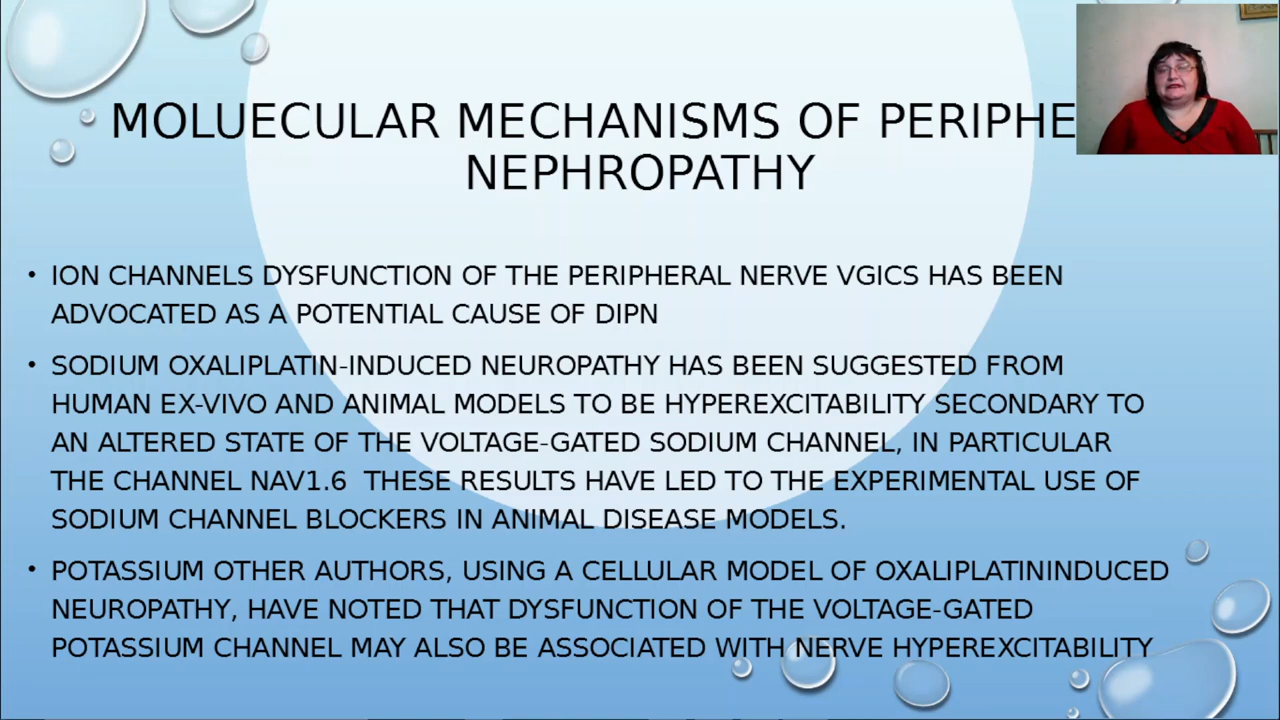 MOLUECULAR MECHANISMS OF PERIPHE
NEPHROPATHY
• ION CHANNELS DYSFUNCTION OF THE PERIPHERAL NERVE VGICS HAS BEEN
ADVOCATED AS A POTENTIAL CAUSE OF DIPN
• SODIUM OXALIPLATIN-INDUCED NEUROPATHY HAS BEEN SUGGESTED FROM
HUMAN EX-VIVO AND ANIMAL MODELS TO BE HYPEREXCITABILITY SECONDARY TO
AN ALTERED STATE OF THE VOLTAGE-GATED SODIUM CHANNEL, IN PARTICULAR
THE CHANNEL NAV1.6  THESE RESULTS HAVE LED TO THE EXPERIMENTAL USE OF
SODIUM CHANNEL BLOCKERS IN ANIMAL DISEASE MODELS.
• POTASSIUM OTHER AUTHORS, USING A CELLULAR MODEL OF OXALIPLATININDUCED
NEUROPATHY, HAVE NOTED THAT DYSFUNCTION OF THE VOLTAGE-GATED
POTASSIUM CHANNEL MAY ALSO BE ASSOCIATED WITH NERVE HYPEREXCITABILITY